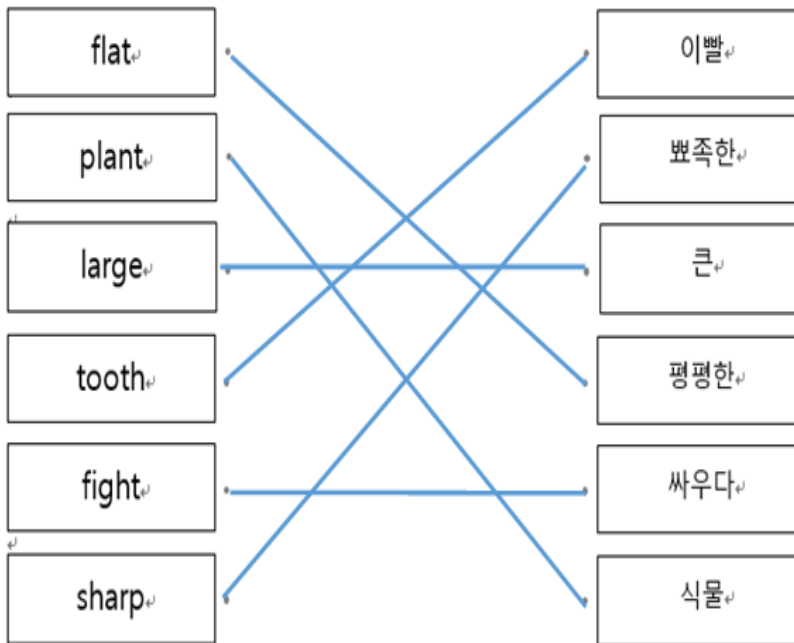 flat 이빨
plant 뾰족한
large 큰
tooth 평평한
fight 싸우다
sharp 식물